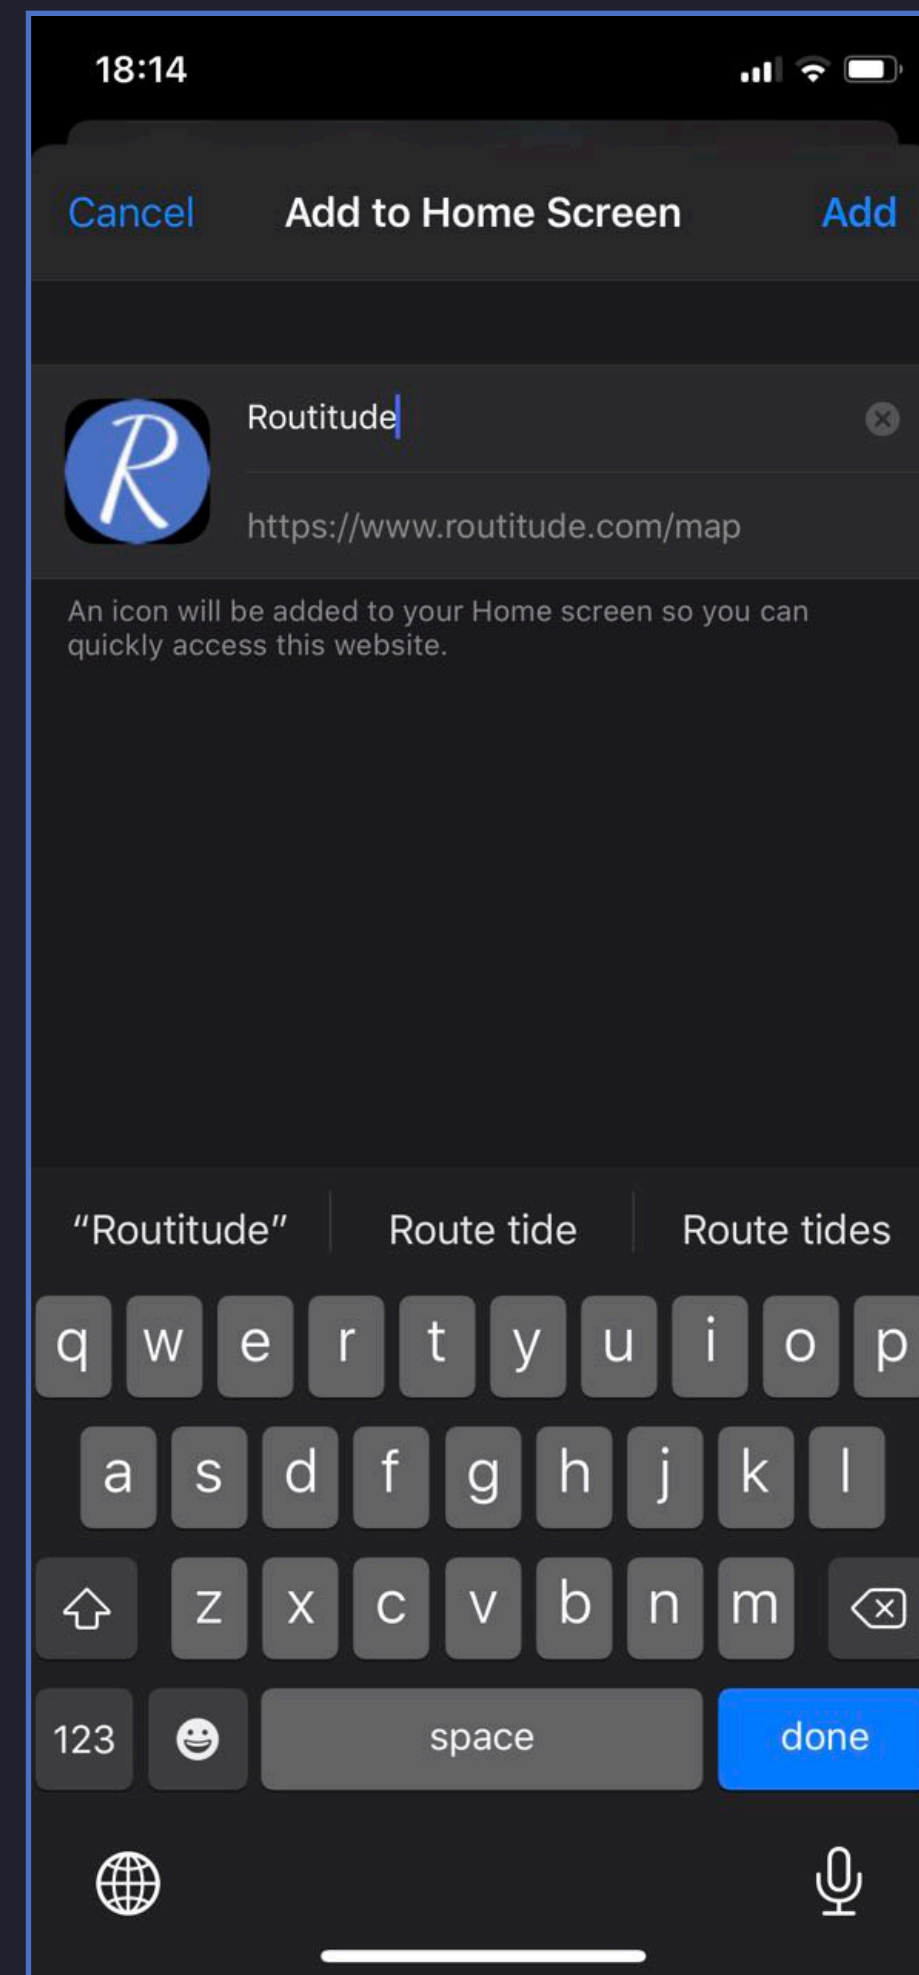 18:14
Cancel Add to Home Screen Add
R
Routitude
https://www.routitude.com/map
An icon will be added to your Home screen so you can
quickly access this website.
“Routitude” Route tide Route tides
q w e r t y u i o p
a s d f g h j k l
z x c v b n m
123 space done